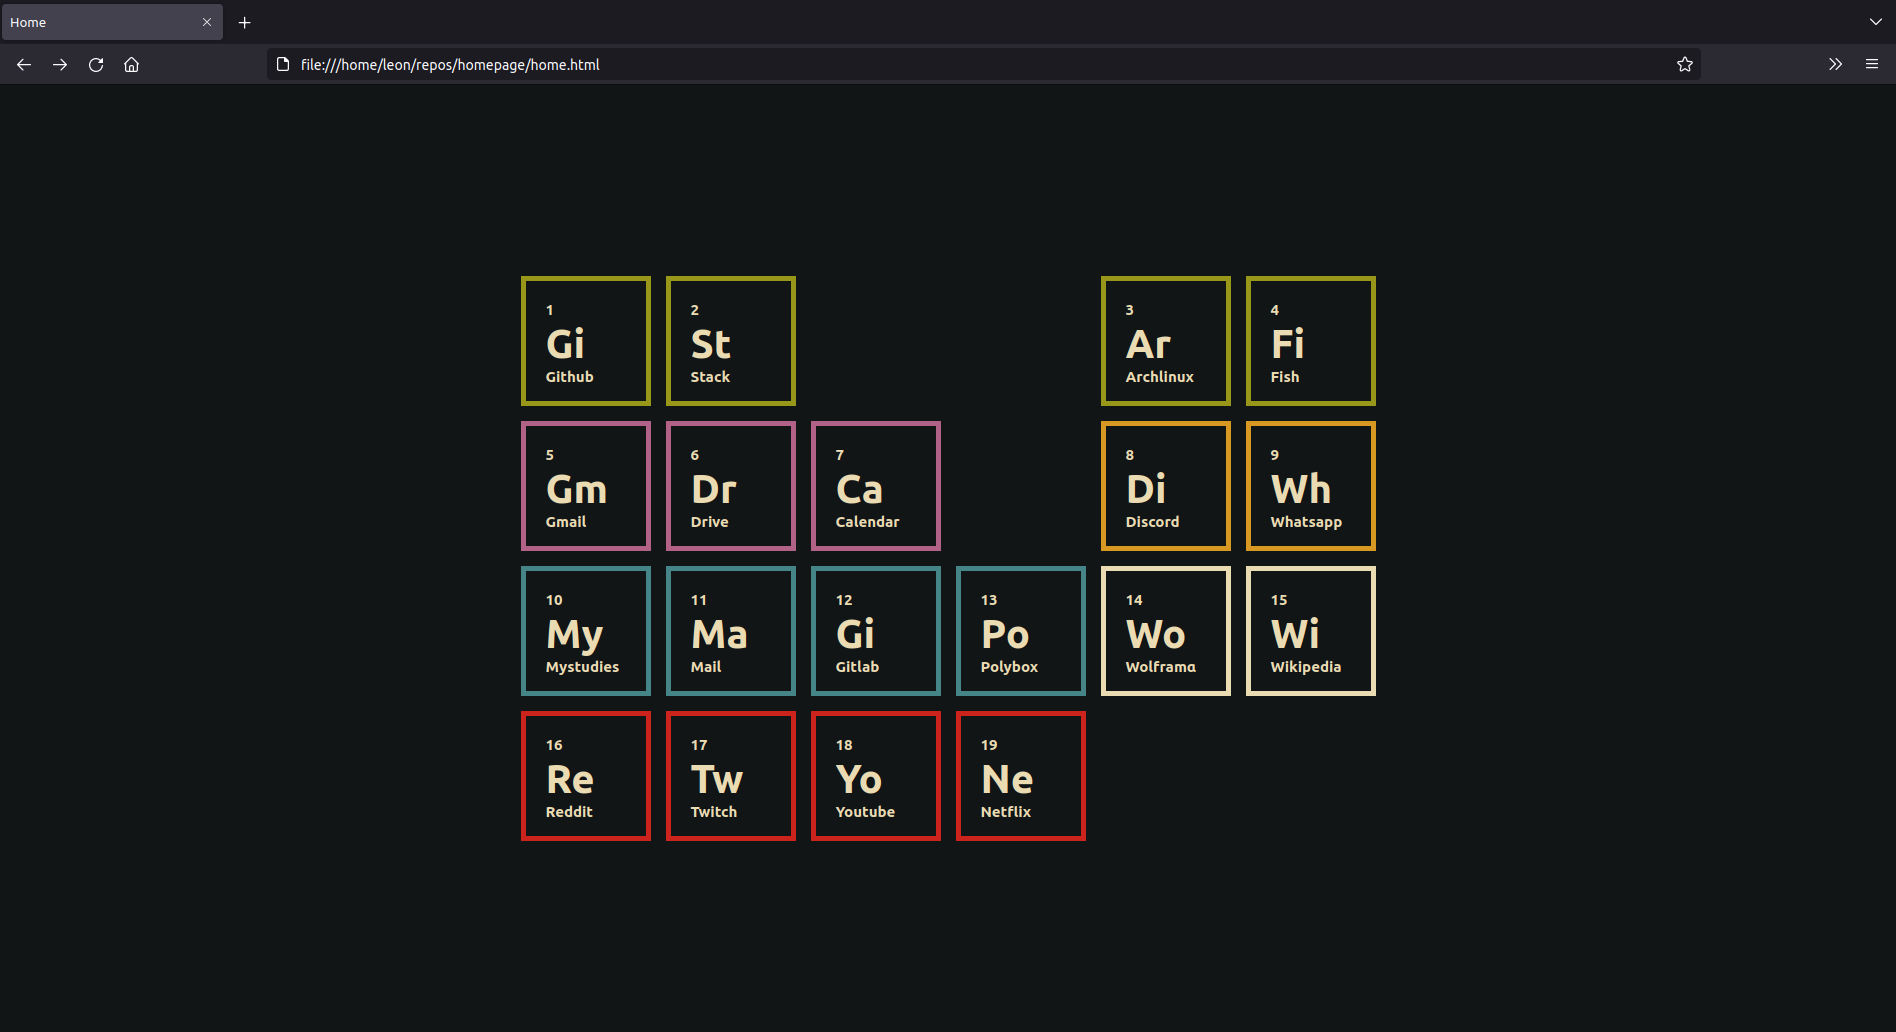 Home
file:///home/leon/repos/homepage/home.html
1
Gi
Github
2
St
Stack
3
Ar
Archlinux
4
Fi
Fish
5
Gm
Gmail
6
Dr
Drive
7
Ca
Calendar
8
Di
Discord
9
Wh
Whatsapp
10
My
Mystudies
11
Ma
Mail
12
Gi
Gitlab
13
Po
Polybox
14
Wo
Wolframα
15
Wi
Wikipedia
16
Re
Reddit
17
Tw
Twitch
18
Yo
Youtube
19
Ne
Netflix